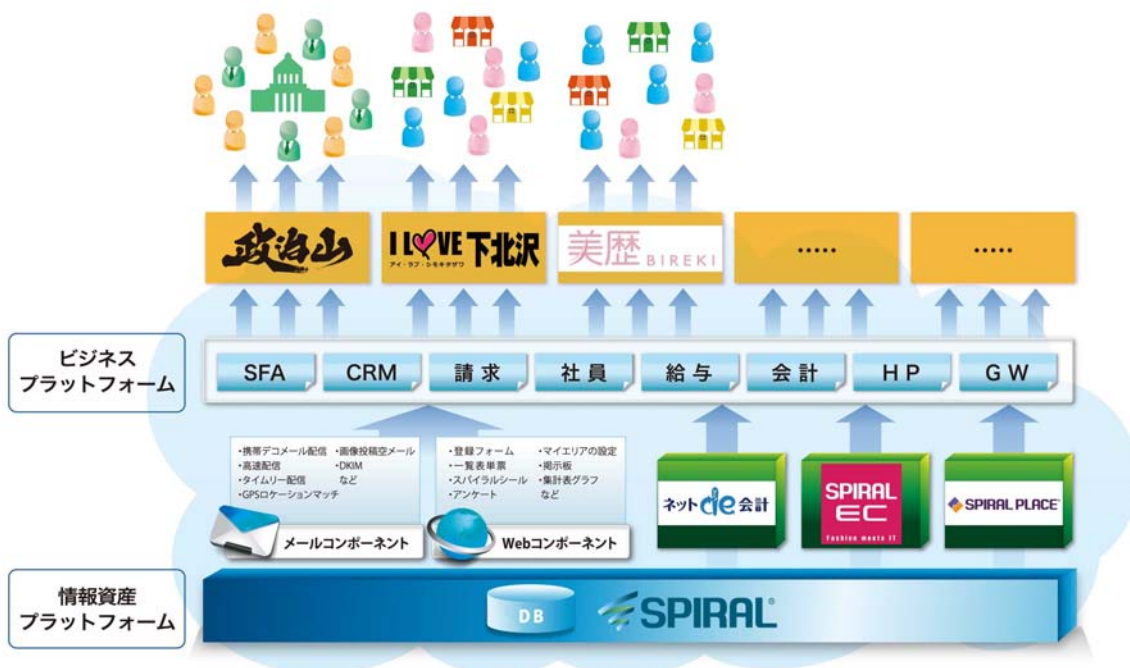 政治山
I LOVE 下北沢
アイ・ラブ・シモキタザワ
美歴 BIREKI
・・・・・
・・・・・
ビジネス
プラットフォーム
SFA
CRM
請求
社員
給与
会計
HP
GW
・携帯デコメール配信 ・画像投稿空メール
・高速配信 ・DKIM
・タイムリー配信 など
・GPSロケーションマッチ
・登録フォーム ・マイエリアの設定
・一覧表単票 ・掲示板
・スパイラルシール ・集計表グラフ
・アンケート など
メールコンポーネント
Webコンポーネント
ネットde会計
SPIRAL
EC
Fashion meets IT
SPIRAL PLACE
情報資産
プラットフォーム
DB
SPIRAL®